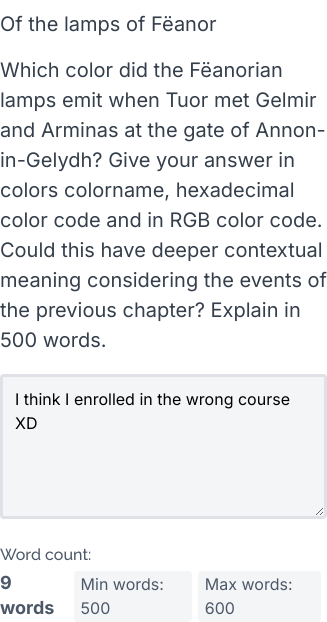 Of the lamps of Fëanor
Which color did the Fëanorian
lamps emit when Tuor met Gelmir
and Arminas at the gate of Annon-
in-Gelydh? Give your answer in
colors colorname, hexadecimal
color code and in RGB color code.
Could this have deeper contextual
meaning considering the events of
the previous chapter? Explain in
500 words.
I think I enrolled in the wrong course
XD
Word count:
9
words
Min words:
500
Max words:
600